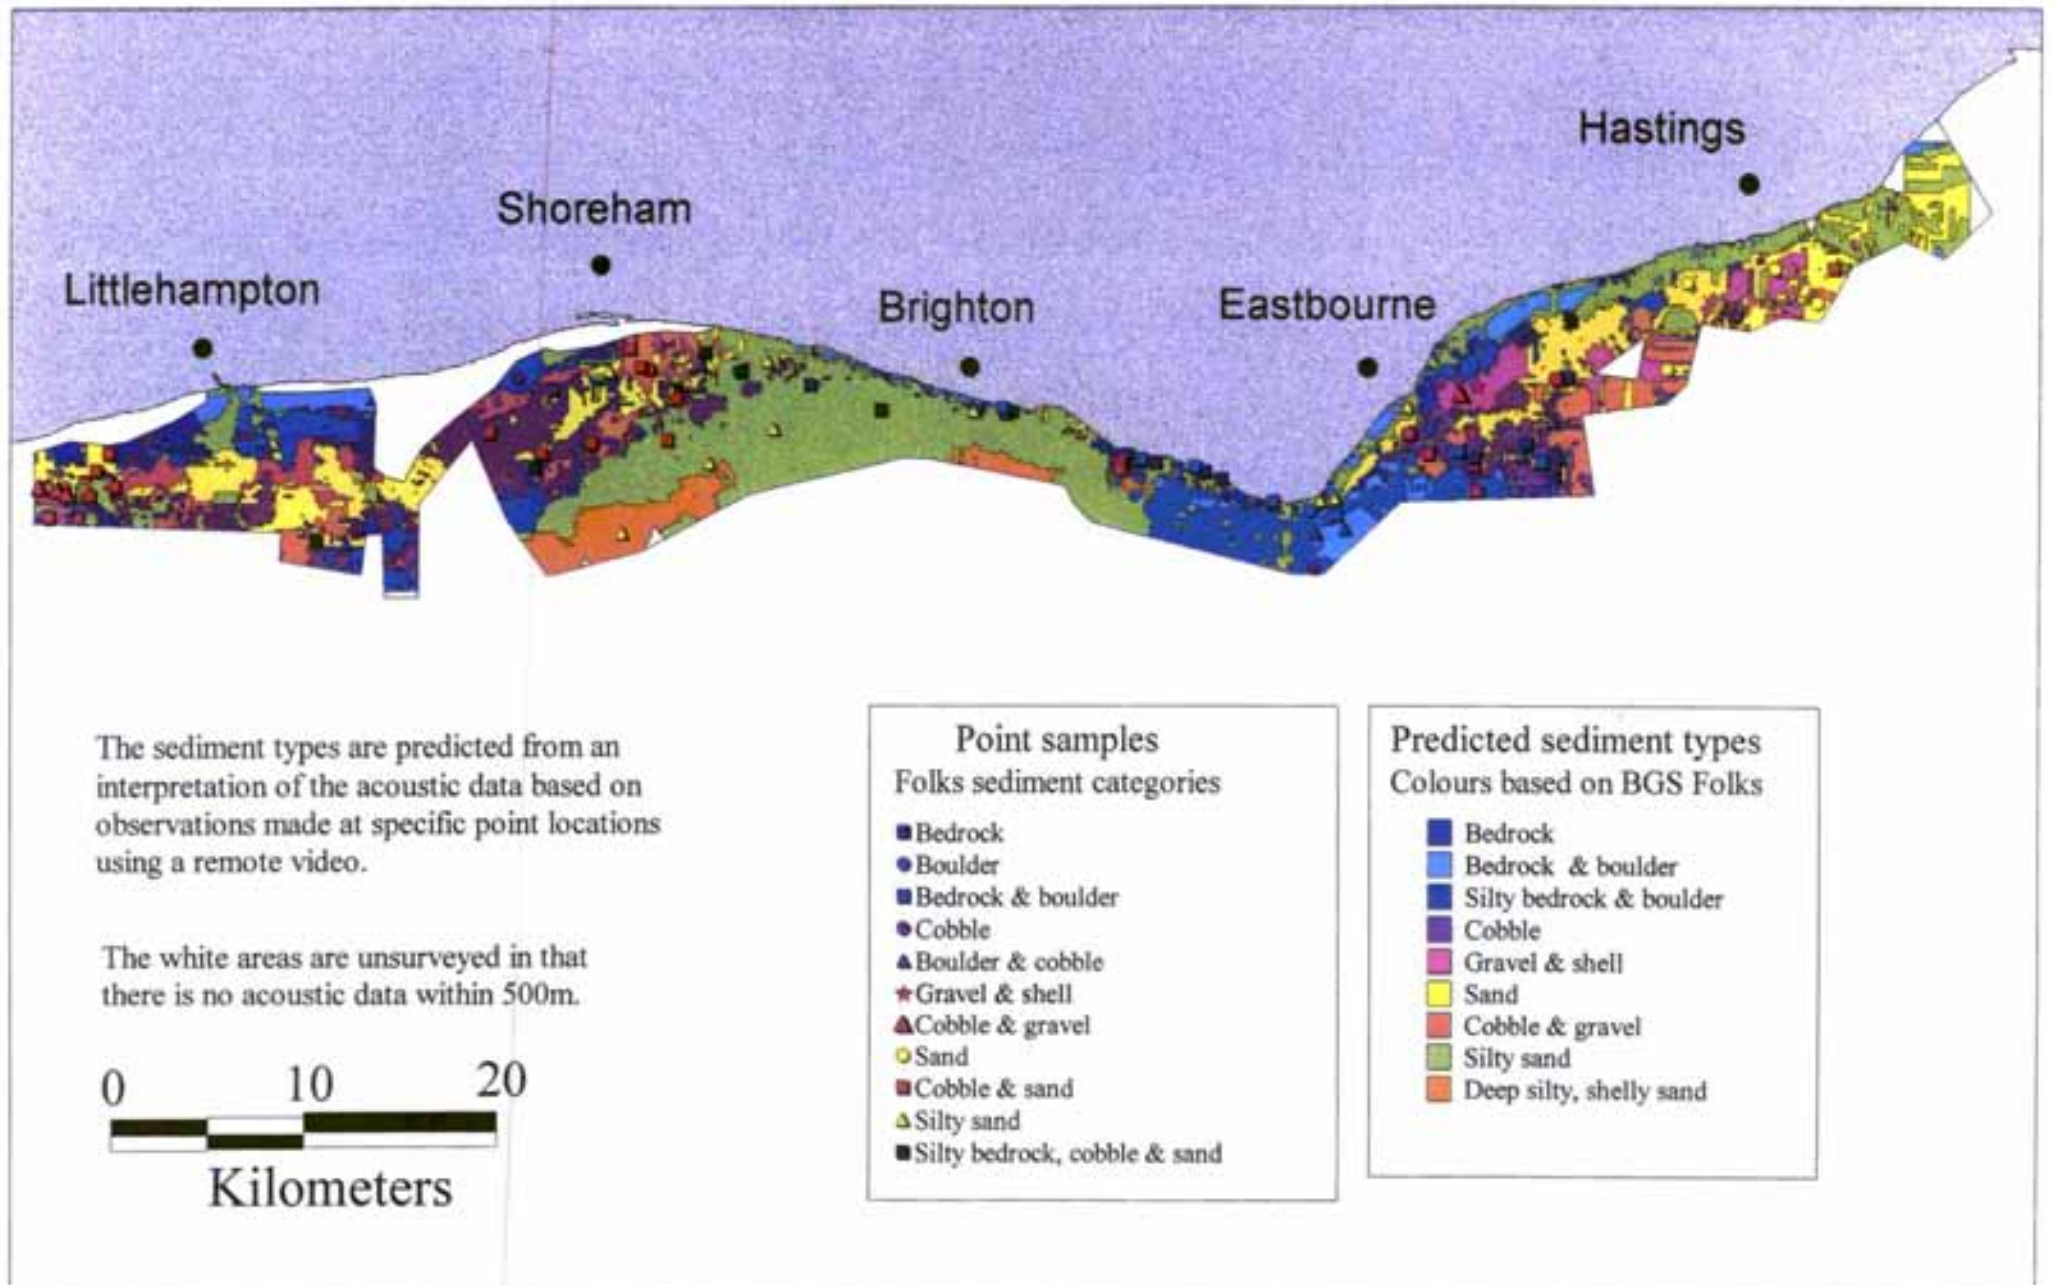 Hastings
Shoreham
Littlehampton
Brighton
Eastbourne
The sediment types are predicted from an
interpretation of the acoustic data based on
observations made at specific point locations
using a remote video.
The white areas are unsurveyed in that
there is no acoustic data within 500m.
0 10 20
Kilometers
Point samples
Folks sediment categories
Bedrock
Boulder
Bedrock & boulder
Cobble
Boulder & cobble
Gravel & shell
Cobble & gravel
Sand
Cobble & sand
Silty sand
Silty bedrock, cobble & sand
Predicted sediment types
Colours based on BGS Folks
Bedrock
Bedrock & boulder
Silty bedrock & boulder
Cobble
Gravel & shell
Sand
Cobble & gravel
Silty sand
Deep silty, shelly sand